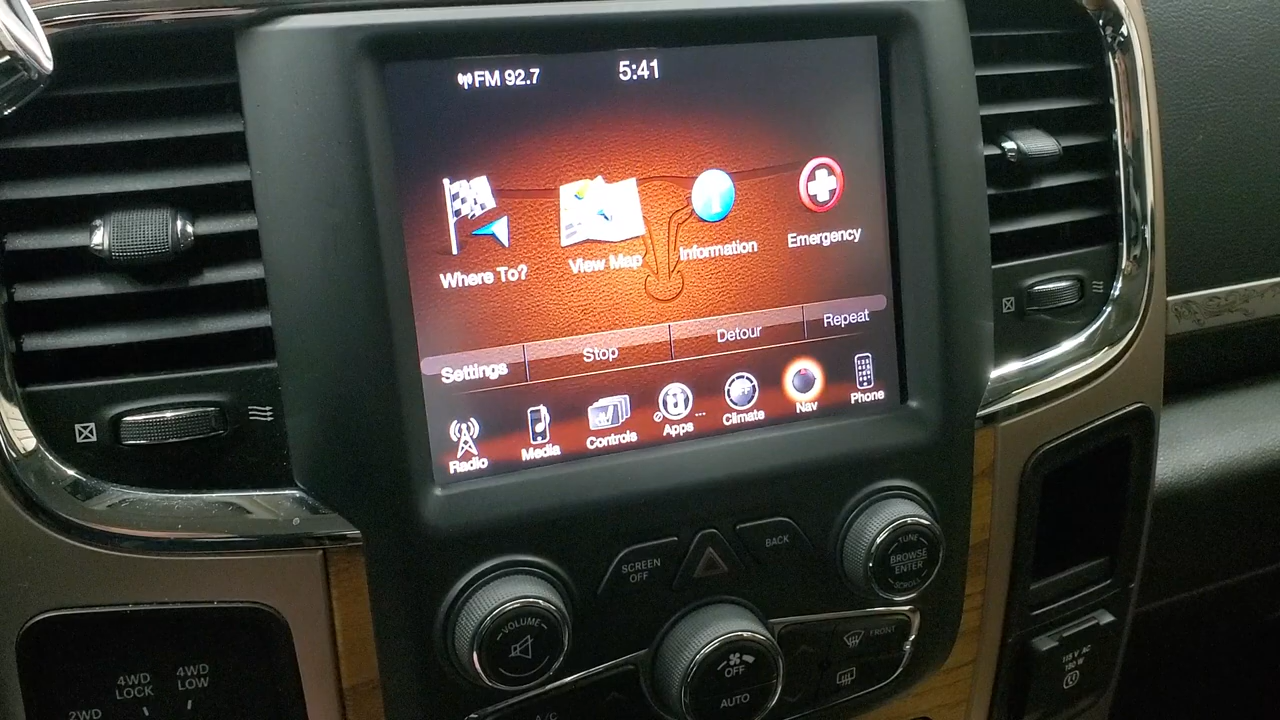 FM 92.7
5:41
Where To?
View Map
Information
Emergency
Settings
Stop
Detour
Repeat
Radio
Media
Controls
Apps
...
Climate
OFF
Nav
Phone
SCREEN
OFF
BACK
TUNE
BROWSE
ENTER
SCROLL
VOLUME
OFF
AUTO
FRONT
A/C
4WD
LOCK
4WD
LOW
2WD
115 V AC
150 W